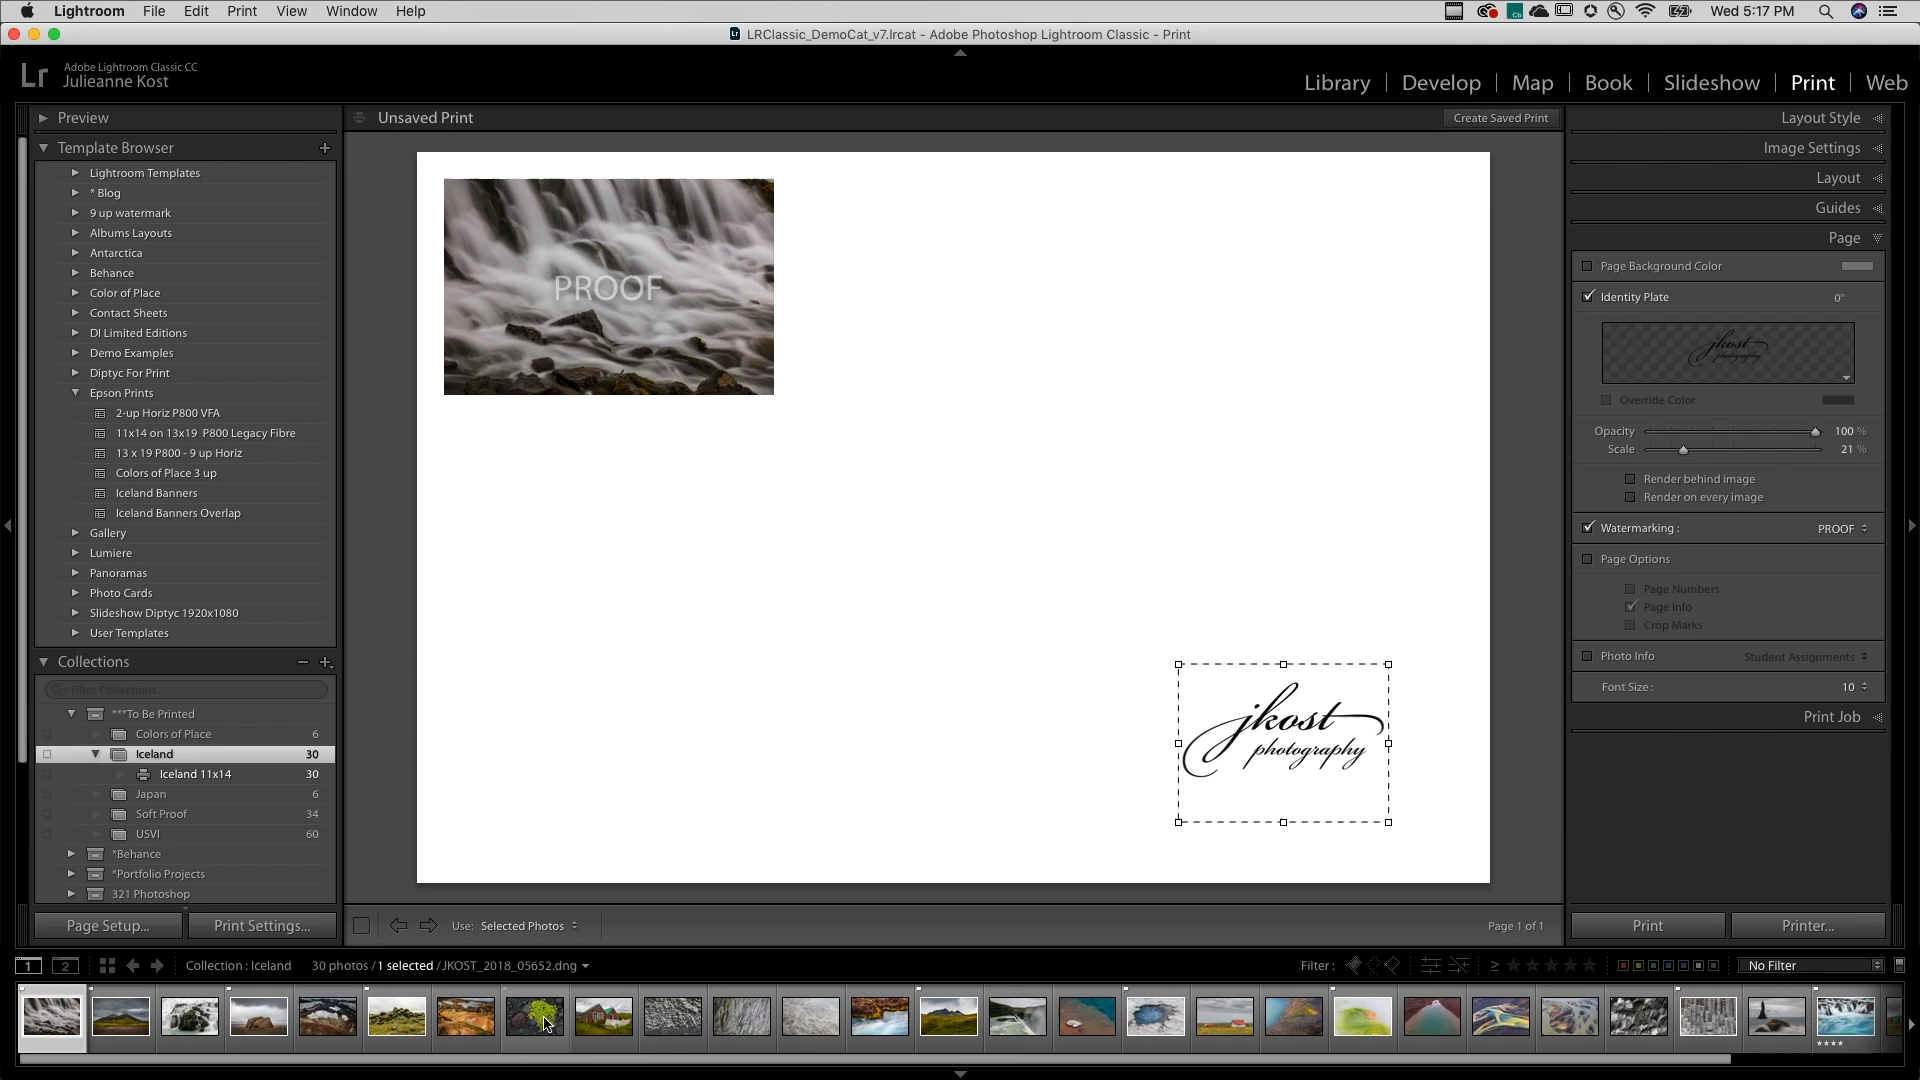 Lightroom File Edit Print View Window Help
Wed 5:17 PM
LRClassic_DemoCat_v7.lrcat - Adobe Photoshop Lightroom Classic - Print
Lr
Adobe Lightroom Classic CC
Julieanne Kost
Library | Develop | Map | Book | Slideshow | Print | Web
Preview
Template Browser
Lightroom Templates
* Blog
9 up watermark
Albums Layouts
Antarctica
Behance
Color of Place
Contact Sheets
DI Limited Editions
Demo Examples
Diptyc For Print
Epson Prints
2-up Horiz P800 VFA
11x14 on 13x19 P800 Legacy Fibre
13 x 19 P800 - 9 up Horiz
Colors of Place 3 up
Iceland Banners
Iceland Banners Overlap
Gallery
Lumiere
Panoramas
Photo Cards
Slideshow Diptyc 1920x1080
User Templates
Collections
Filter Collections
***To Be Printed
Colors of Place 6
Iceland 30
Iceland 11x14 30
Japan 6
Soft Proof 34
USVI 60
*Behance
*Portfolio Projects
321 Photoshop
Page Setup... Print Settings...
Unsaved Print
Create Saved Print
PROOF
jkost
photography
Use: Selected Photos
Page 1 of 1
Layout Style
Image Settings
Layout
Guides
Page
Page Background Color
Identity Plate 0°
jkost
photography
Override Color
Opacity 100 %
Scale 21 %
Render behind image
Render on every image
Watermarking : PROOF
Page Options
Page Numbers
Page Info
Crop Marks
Photo Info Student Assignments
Font Size : 10
Print Job
Print Printer...
1 2 Collection : Iceland 30 photos / 1 selected / JKOST_2018_05652.dng
Filter : ≥ No Filter